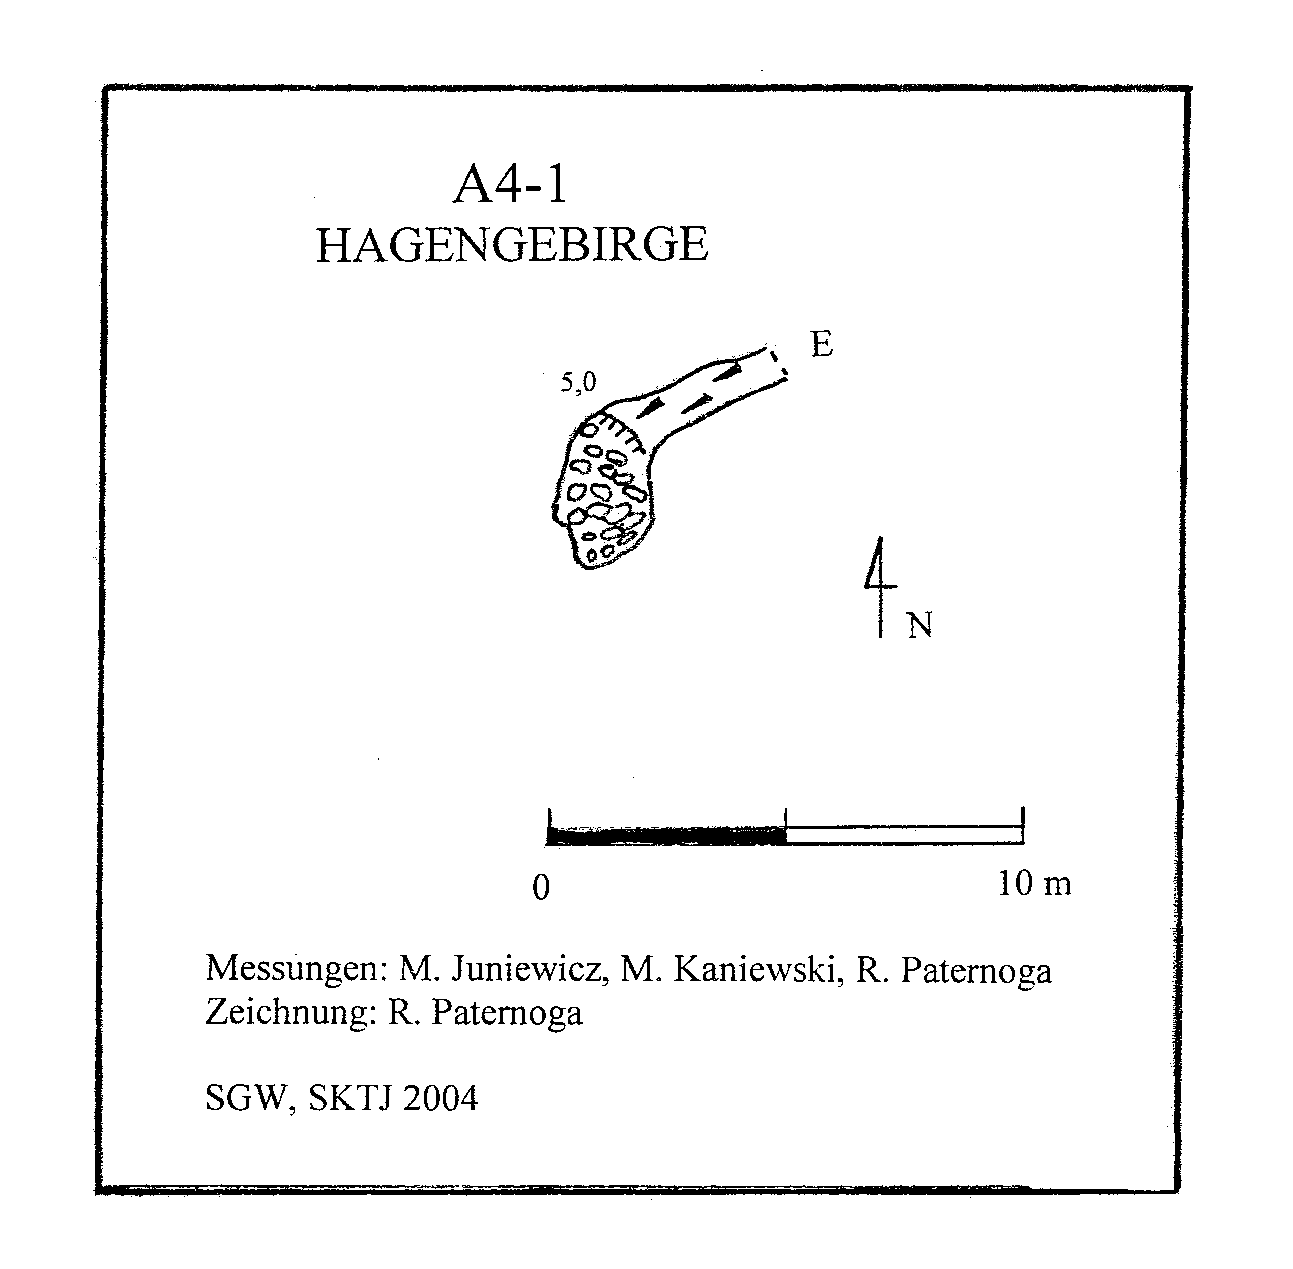 A4-1
HAGENGEBIRGE
E
5,0
N
0
10 m
Messungen: M. Juniewicz, M. Kaniewski, R. Paternoga
Zeichnung: R. Paternoga
SGW, SKTJ 2004